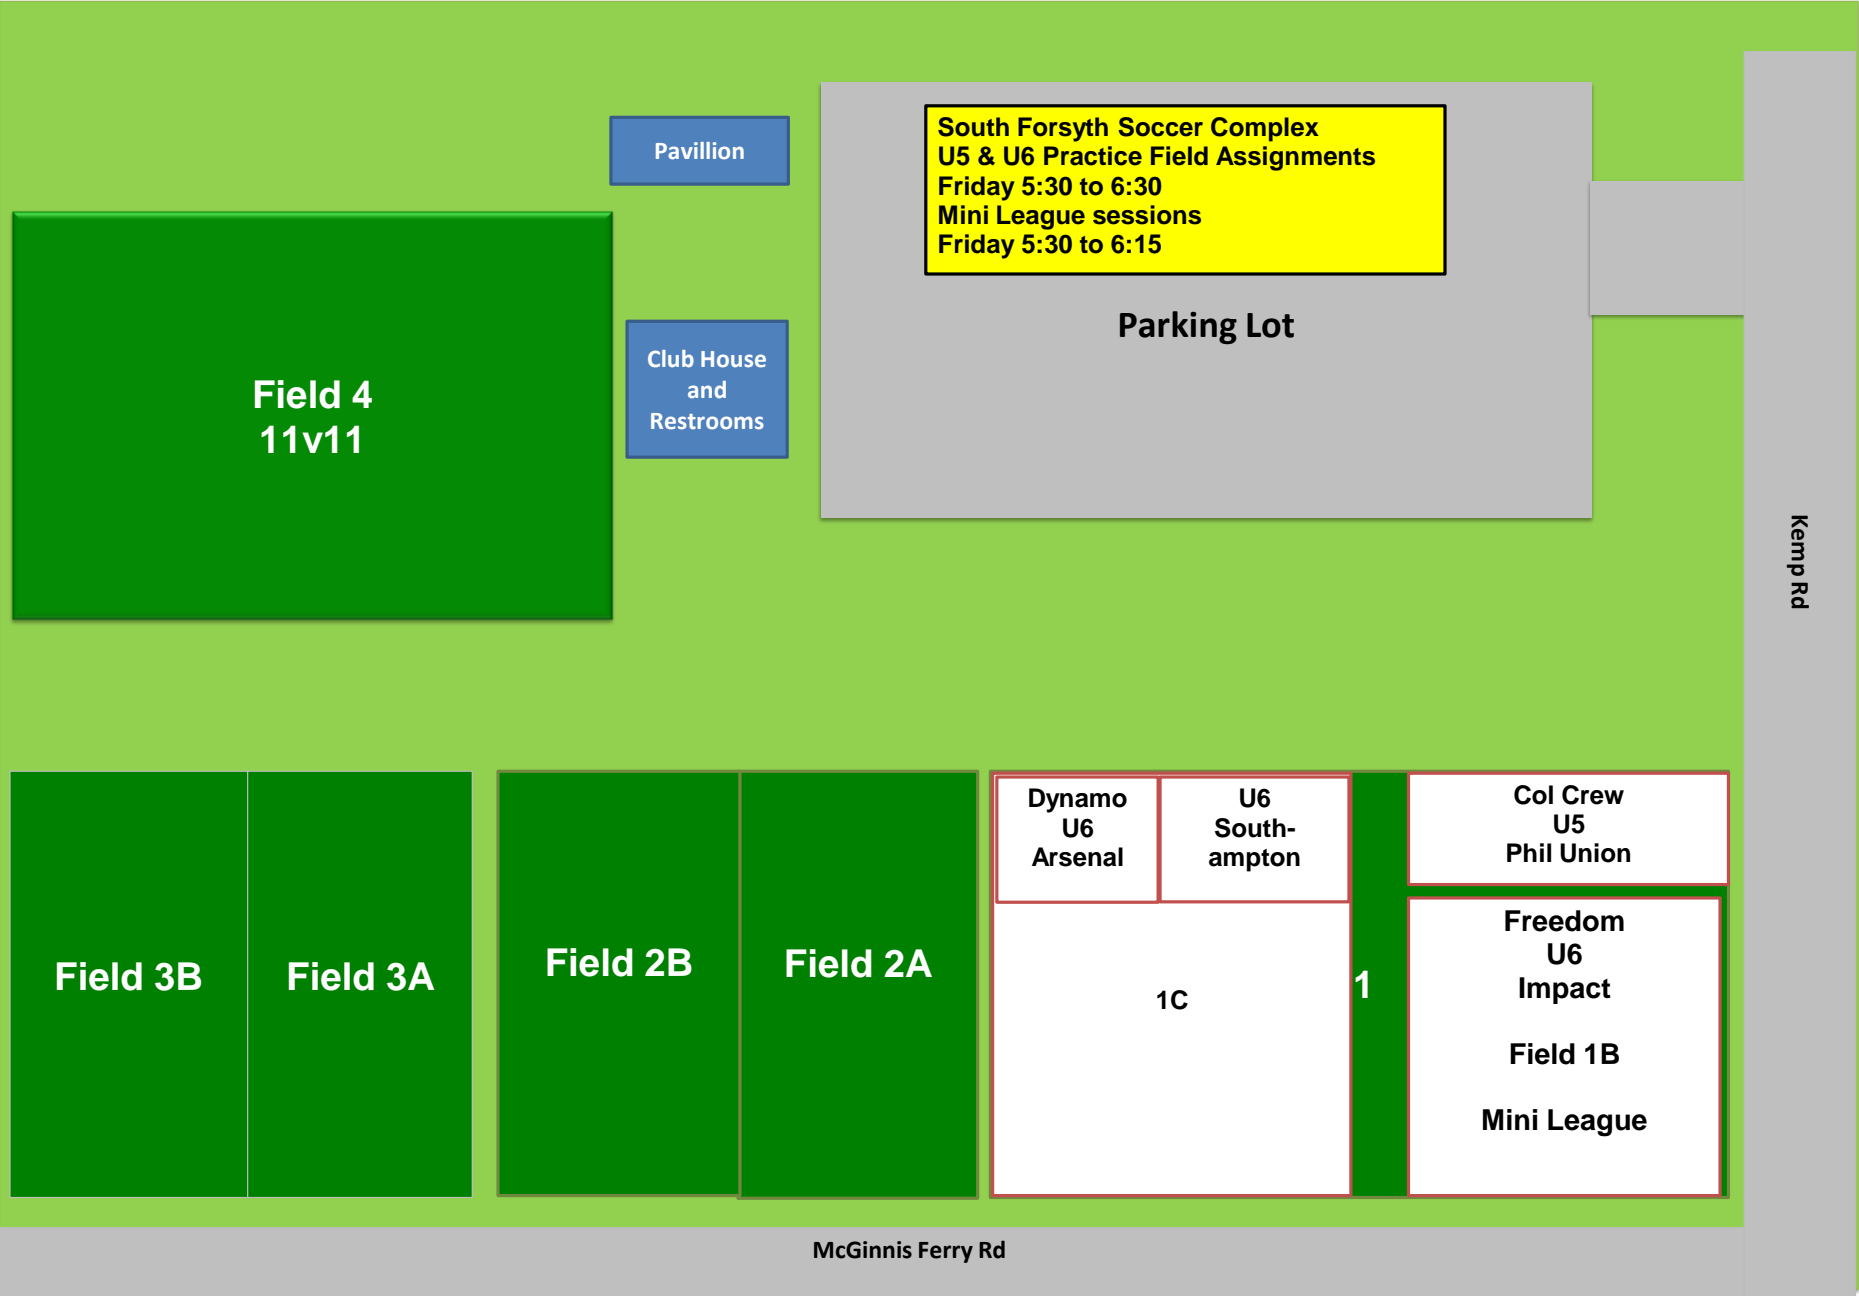 South Forsyth Soccer Complex
U5 & U6 Practice Field Assignments
Friday 5:30 to 6:30
Mini League sessions
Friday 5:30 to 6:15
Pavillion
Parking Lot
Club House
and
Restrooms
Field 4
11v11
Kemp Rd
Field 3B
Field 3A
Field 2B
Field 2A
Dynamo
U6
Arsenal
U6
South-
ampton
1C
1
Col Crew
U5
Phil Union
Freedom
U6
Impact
Field 1B
Mini League
McGinnis Ferry Rd